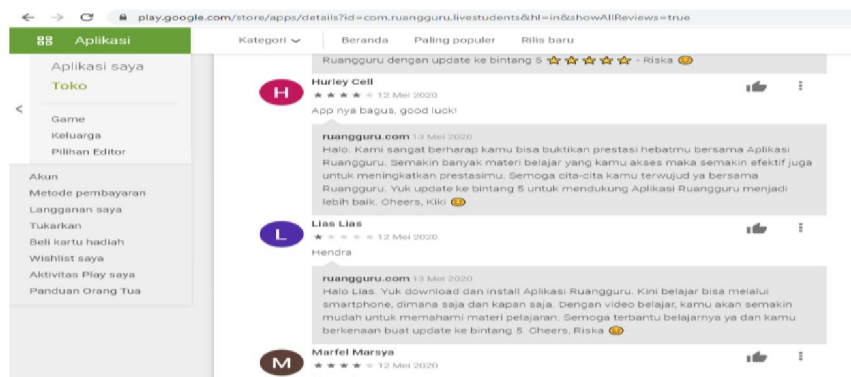 play.google.com/store/apps/details?id=com.ruangguru.livestudents&hl=in&showAllReviews=true
Aplikasi
Kategori
Beranda
Paling populer
Rilis baru
Aplikasi saya
Toko
Game
Keluarga
Pilihan Editor
Akun
Metode pembayaran
Langganan saya
Tukarkan
Beli kartu hadiah
Wishlist saya
Aktivitas Play saya
Panduan Orang Tua
Ruangguru dengan update ke bintang 5 ⭐⭐⭐⭐⭐ - Riska 😊
H
Hurley Cell
★★★★★ 12 Mei 2020
App nya bagus, good luck!
ruangguru.com 13 Mei 2020
Halo. Kami sangat berharap kamu bisa buktikan prestasi hebatmu bersama Aplikasi
Ruangguru. Semakin banyak materi belajar yang kamu akses maka semakin efektif juga
untuk meningkatkan prestasimu. Semoga cita-cita kamu terwujud ya bersama
Ruangguru. Yuk update ke bintang 5 untuk mendukung Aplikasi Ruangguru menjadi
lebih baik. Cheers, Kiki 😊
L
Lias Lias
★★★★★ 12 Mei 2020
Hendra
ruangguru.com 13 Mei 2020
Halo Lias. Yuk download dan install Aplikasi Ruangguru. Kini belajar bisa melalui
smartphone, dimana saja dan kapan saja. Dengan video belajar, kamu akan semakin
mudah untuk memahami materi pelajaran. Semoga terbantu belajarnya ya dan kamu
berkenaan buat update ke bintang 5. Cheers, Riska 😊
M
Marfel Marsya
★★★★★ 12 Mei 2020